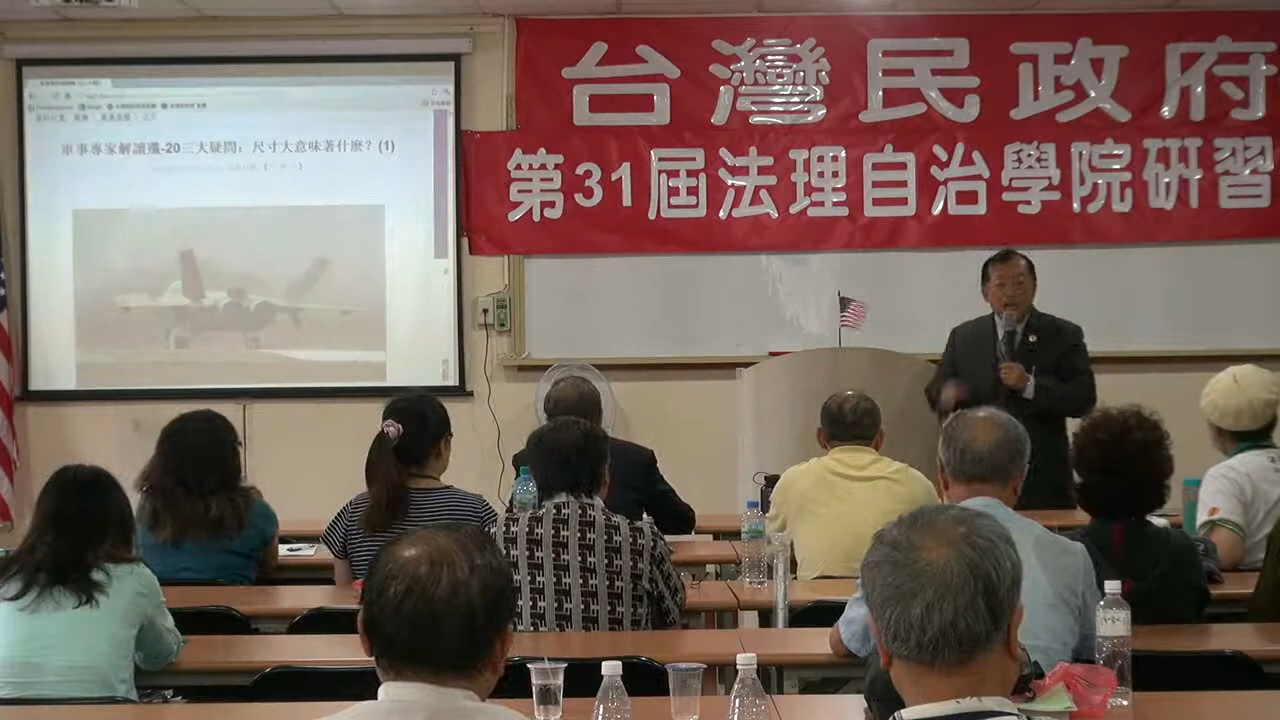 台灣民政府
第31屆法理自治學院研習
軍事專家解讀殲-20三大疑問：尺寸大意味著什麼？(1)